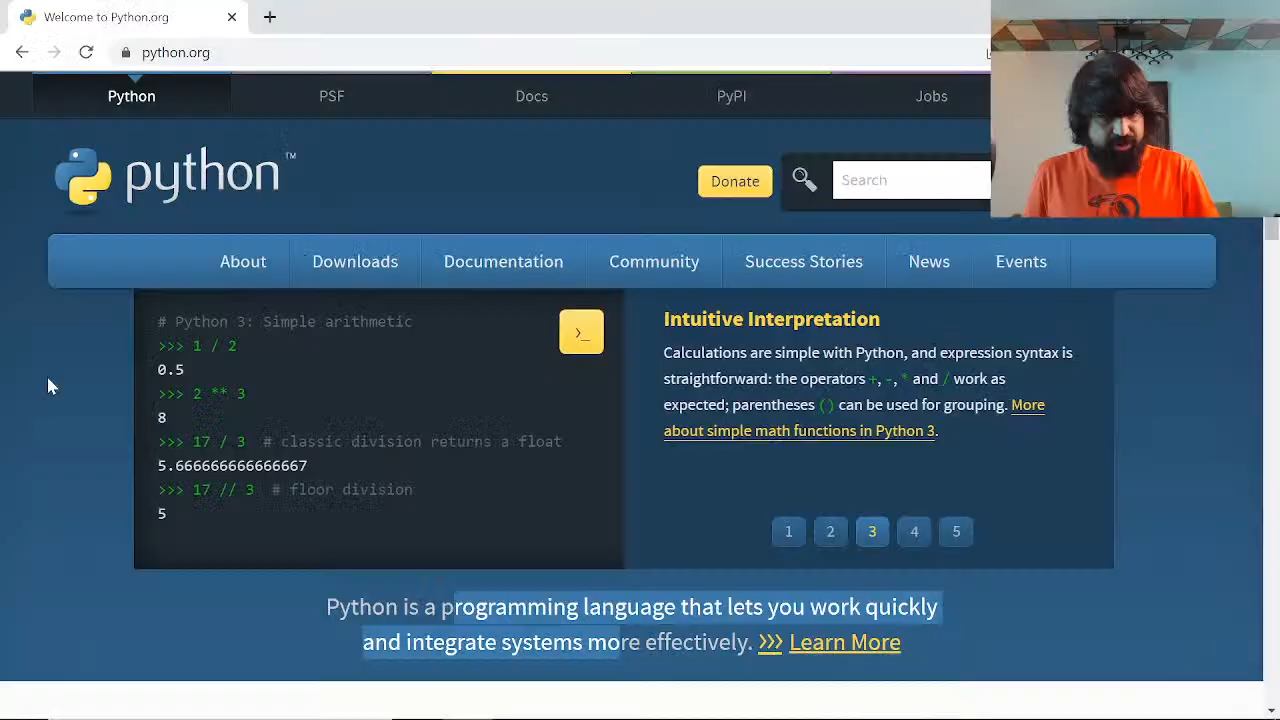 Welcome to Python.org
python.org
Python
PSF
Docs
PyPI
Jobs
python™
Donate
Search
About
Downloads
Documentation
Community
Success Stories
News
Events
# Python 3: Simple arithmetic
>>> 1 / 2
0.5
>>> 2 ** 3
8
>>> 17 / 3  # classic division returns a float
5.666666666666667
>>> 17 // 3  # floor division
5
>_
Intuitive Interpretation
Calculations are simple with Python, and expression syntax is
straightforward: the operators +, -, * and / work as
expected; parentheses () can be used for grouping. More
about simple math functions in Python 3.
1 2 3 4 5
Python is a programming language that lets you work quickly
and integrate systems more effectively. >>> Learn More